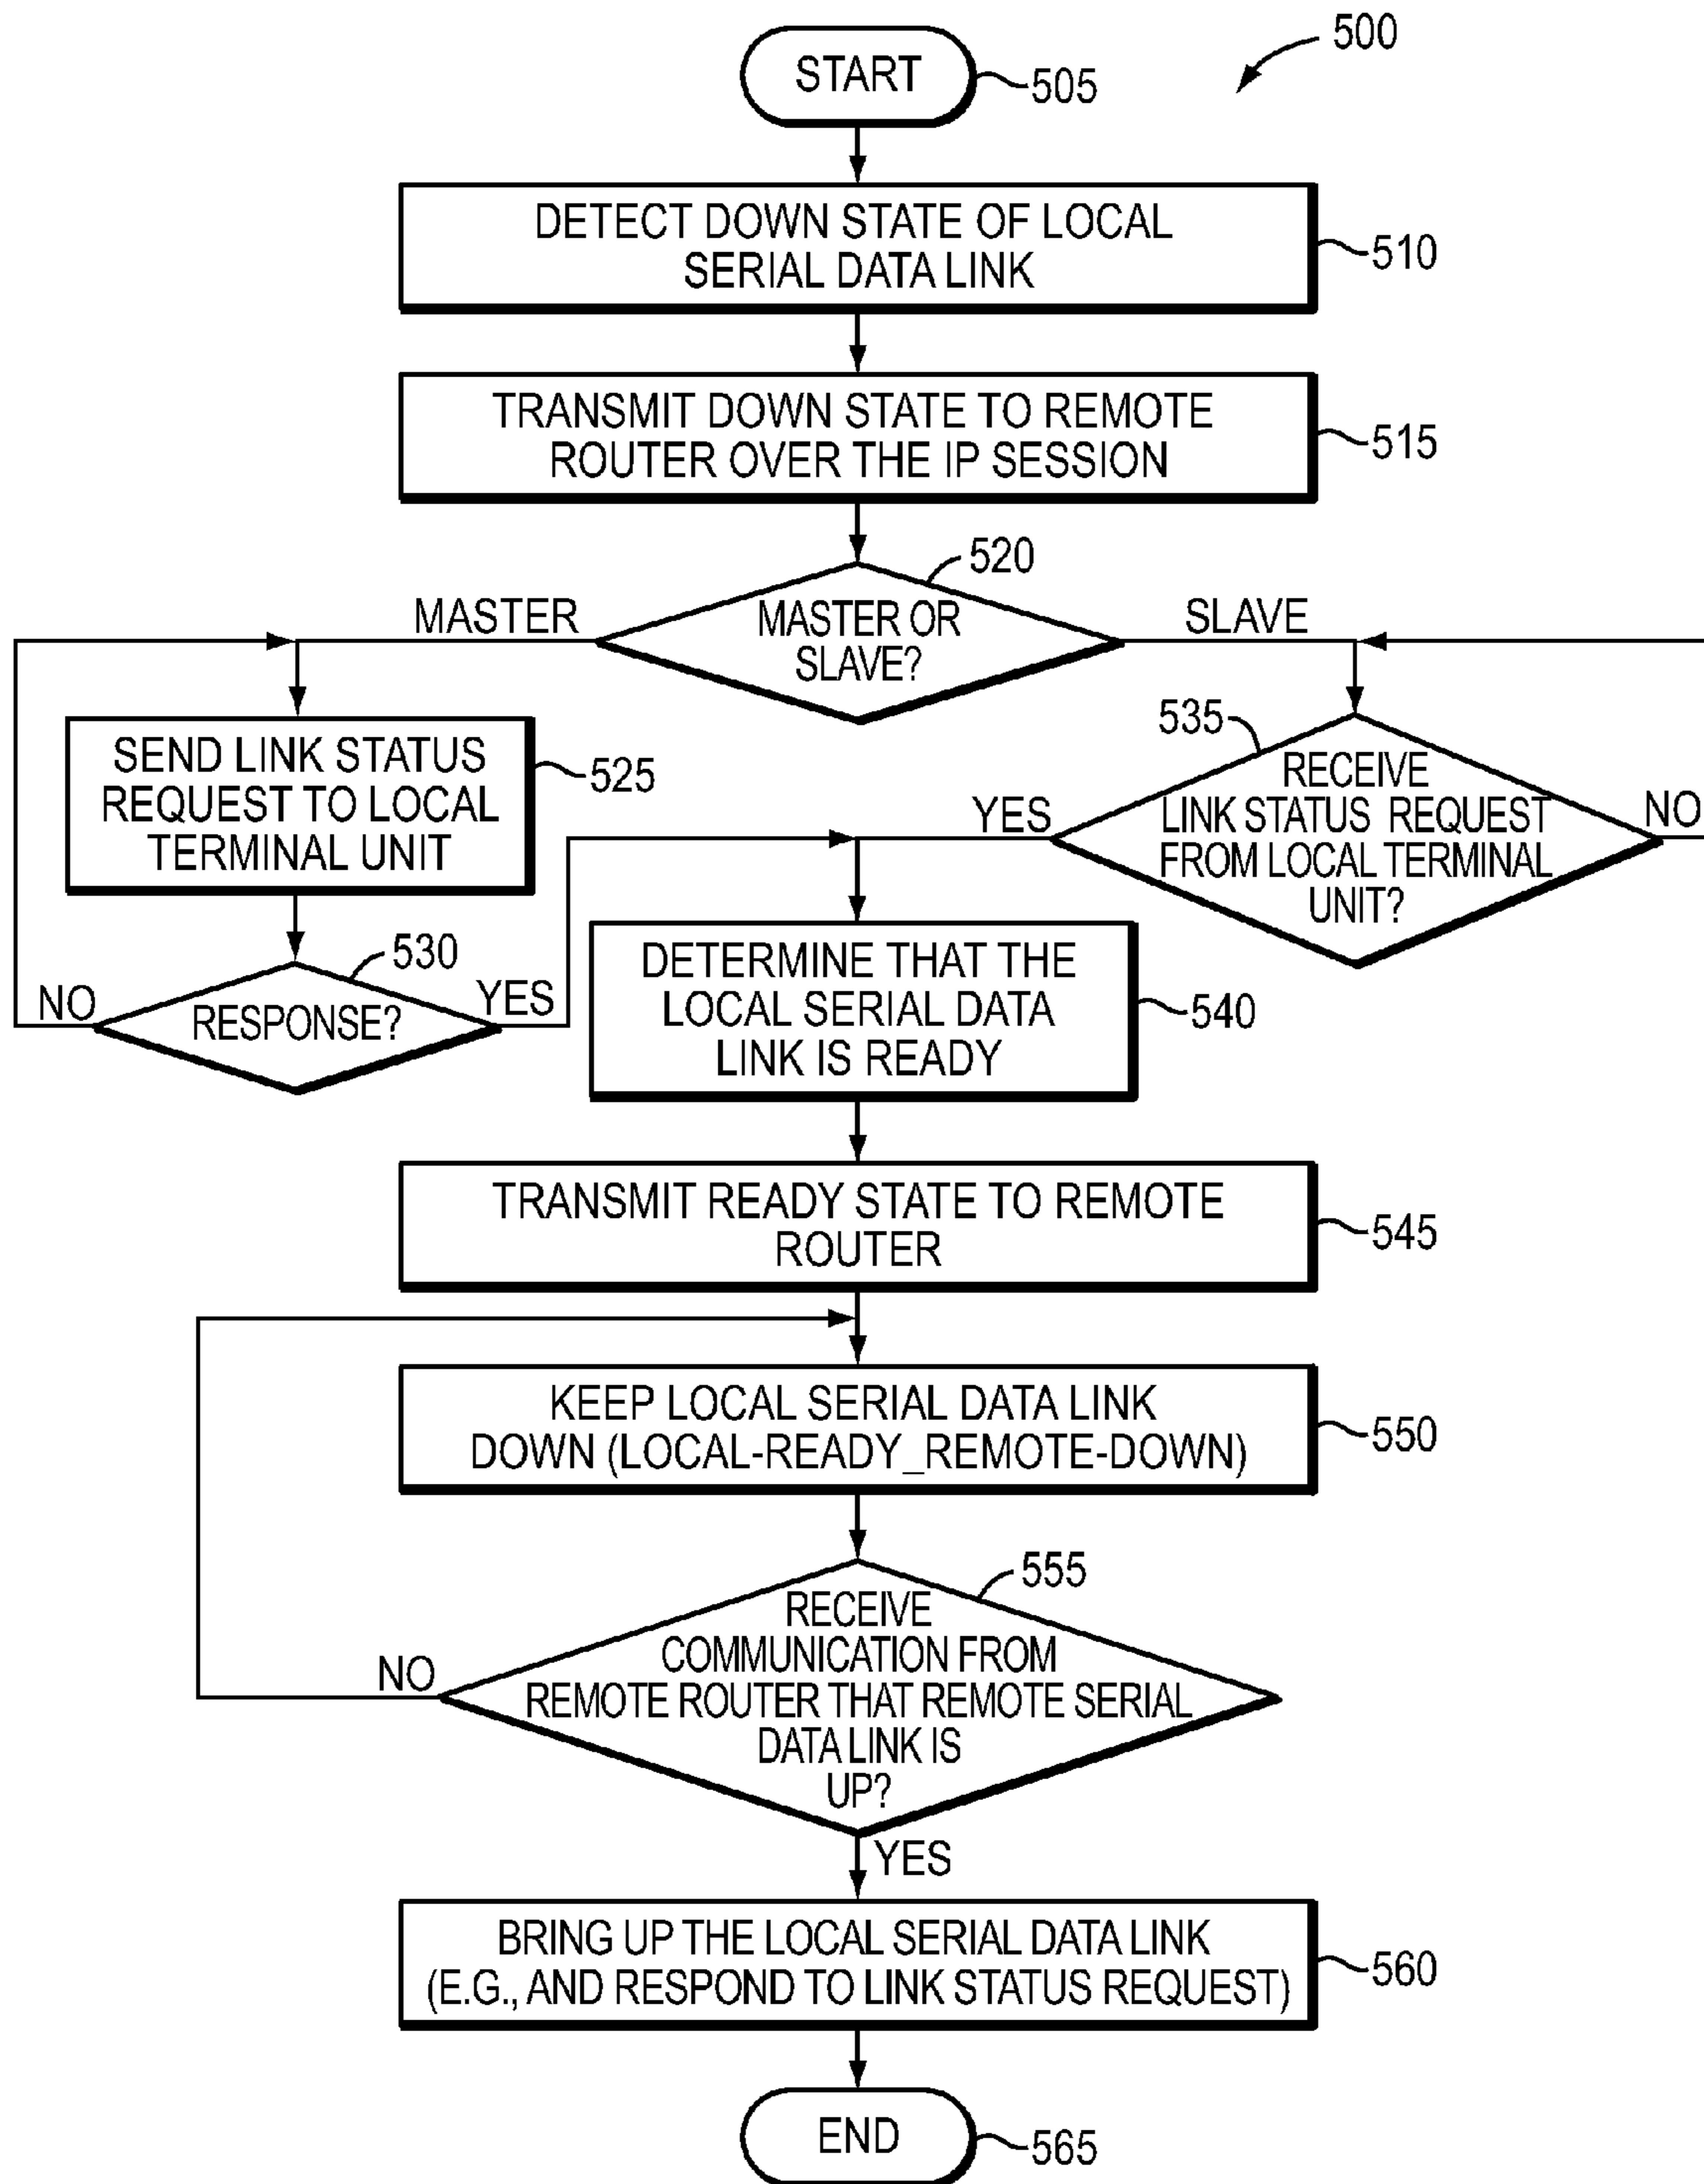 500
START
505
DETECT DOWN STATE OF LOCAL
SERIAL DATA LINK
510
TRANSMIT DOWN STATE TO REMOTE
ROUTER OVER THE IP SESSION
515
520
MASTER
MASTER OR
SLAVE?
SLAVE
SEND LINK STATUS
REQUEST TO LOCAL
TERMINAL UNIT
525
535
RECEIVE
LINK STATUS REQUEST
FROM LOCAL TERMINAL
UNIT?
YES
NO
530
RESPONSE?
NO
YES
DETERMINE THAT THE
LOCAL SERIAL DATA
LINK IS READY
540
TRANSMIT READY STATE TO REMOTE
ROUTER
545
KEEP LOCAL SERIAL DATA LINK
DOWN (LOCAL-READY_REMOTE-DOWN)
550
555
RECEIVE
COMMUNICATION FROM
REMOTE ROUTER THAT REMOTE SERIAL
DATA LINK IS
UP?
NO
YES
BRING UP THE LOCAL SERIAL DATA LINK
(E.G., AND RESPOND TO LINK STATUS REQUEST)
560
END
565